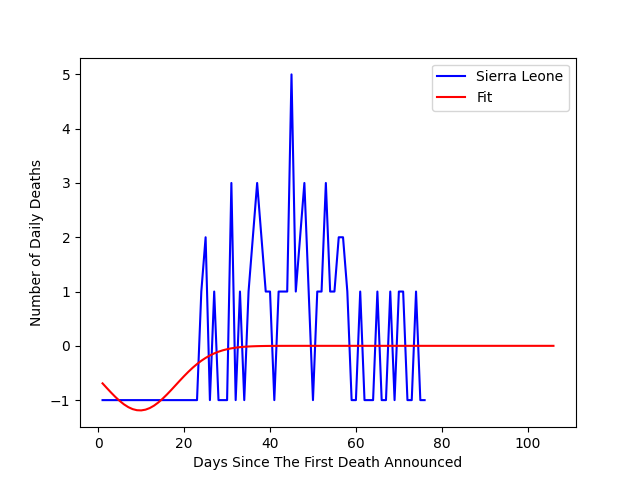 Sierra Leone
Fit
Number of Daily Deaths
5
4
3
2
1
0
−1
0 20 40 60 80 100
Days Since The First Death Announced